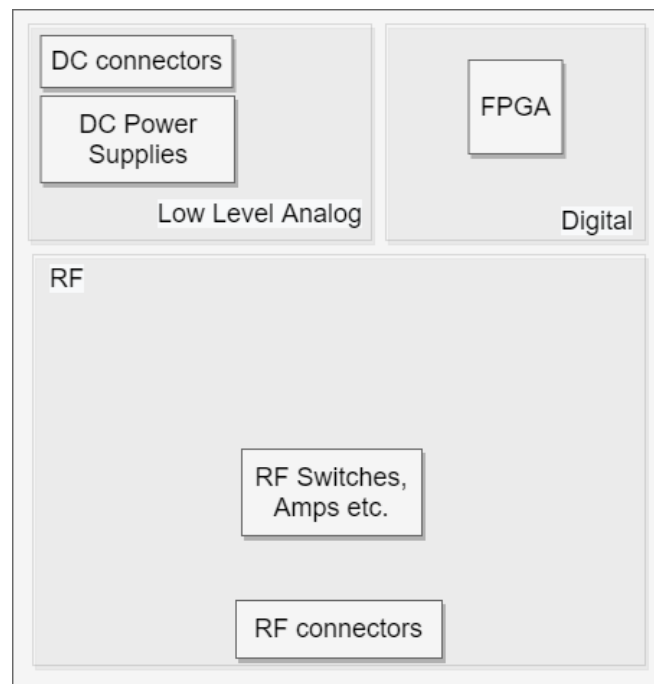 DC connectors
DC Power
Supplies
Low Level Analog
FPGA
Digital
RF
RF Switches,
Amps etc.
RF connectors